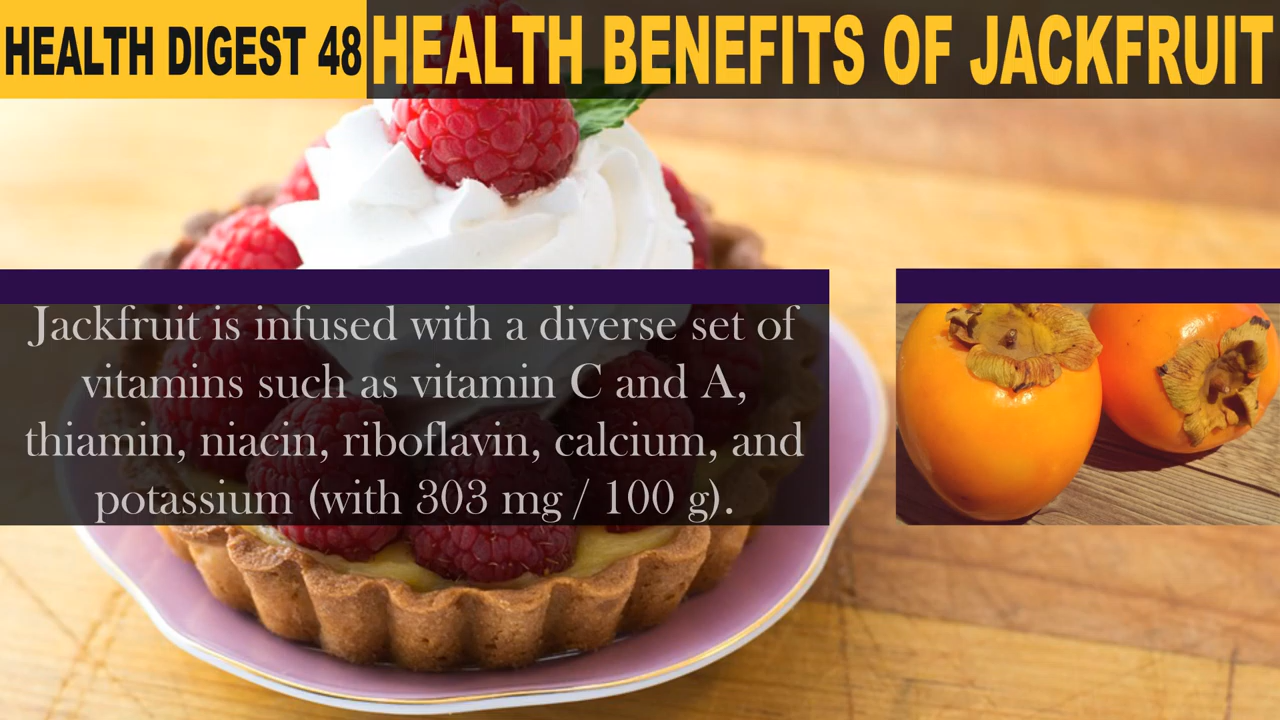 HEALTH DIGEST 48
HEALTH BENEFITS OF JACKFRUIT
Jackfruit is infused with a diverse set of
vitamins such as vitamin C and A,
thiamin, niacin, riboflavin, calcium, and
potassium (with 303 mg / 100 g).